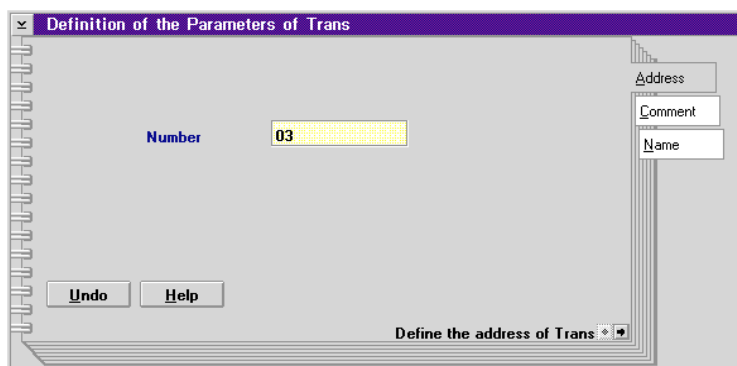 Definition of the Parameters of Trans
Address
Comment
Name
Number 03
Undo Help
Define the address of Trans